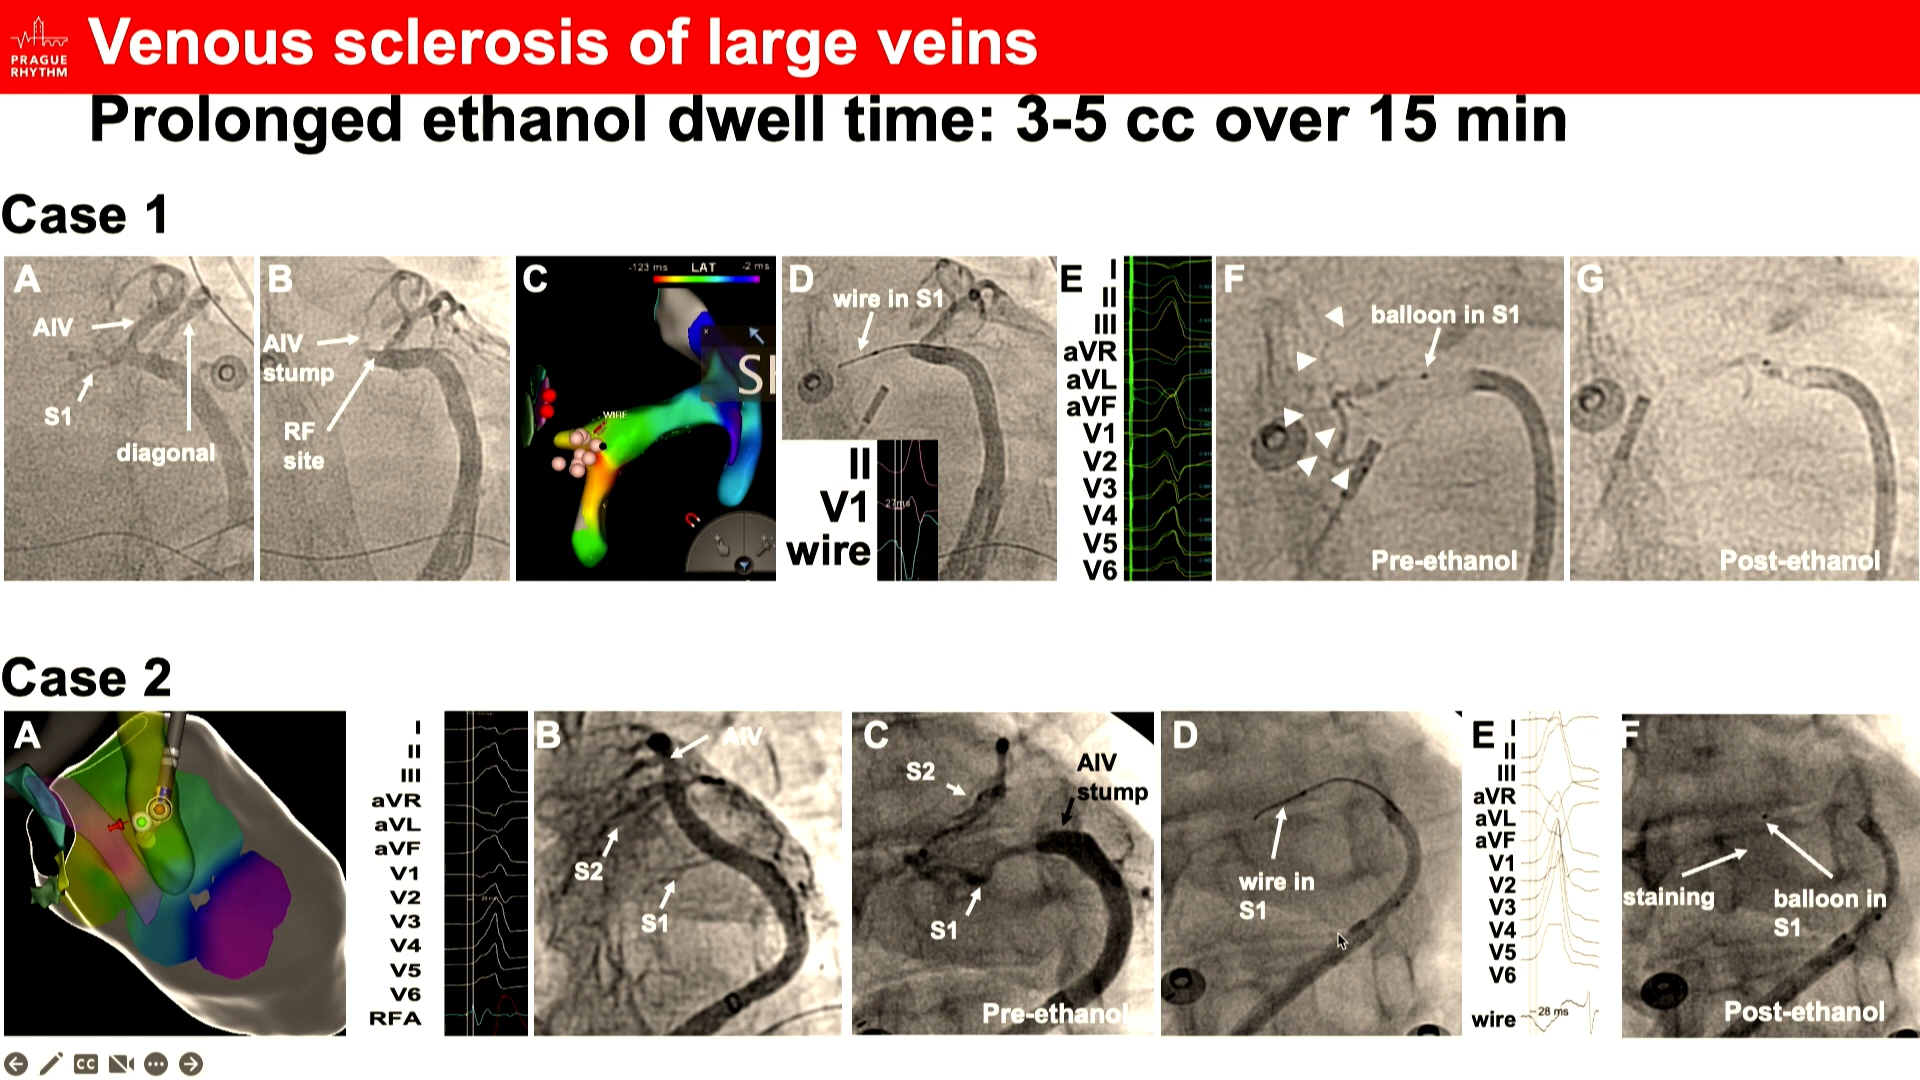 PRAGUE
RHYTHM
Venous sclerosis of large veins
Prolonged ethanol dwell time: 3-5 cc over 15 min
Case 1
A
AIV
S1
diagonal
B
AIV
stump
RF
site
C
-123 ms LAT -2 ms
WIRE
D
wire in S1
II
V1
wire
27ms
E
I
II
III
aVR
aVL
aVF
V1
V2
V3
V4
V5
V6
F
balloon in S1
Pre-ethanol
G
Post-ethanol
Case 2
A
I
II
III
aVR
aVL
aVF
V1
V2
V3
V4
V5
V6
RFA
B
AIV
S2
S1
C
S2
AIV
stump
S1
Pre-ethanol
D
wire in
S1
E
I
II
III
aVR
aVL
aVF
V1
V2
V3
V4
V5
V6
wire
28 ms
F
staining
balloon in
S1
Post-ethanol
CC